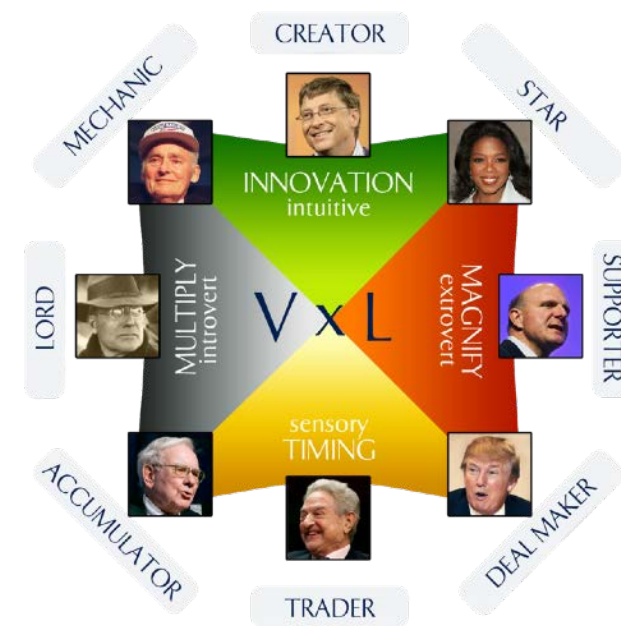 CREATOR
MECHANIC
STAR
INNOVATION
intuitive
LORD
MULTIPLY
introvert
V x L
MAGNIFY
extrovert
SUPPORTER
sensory
TIMING
ACCUMULATOR
DEAL MAKER
TRADER